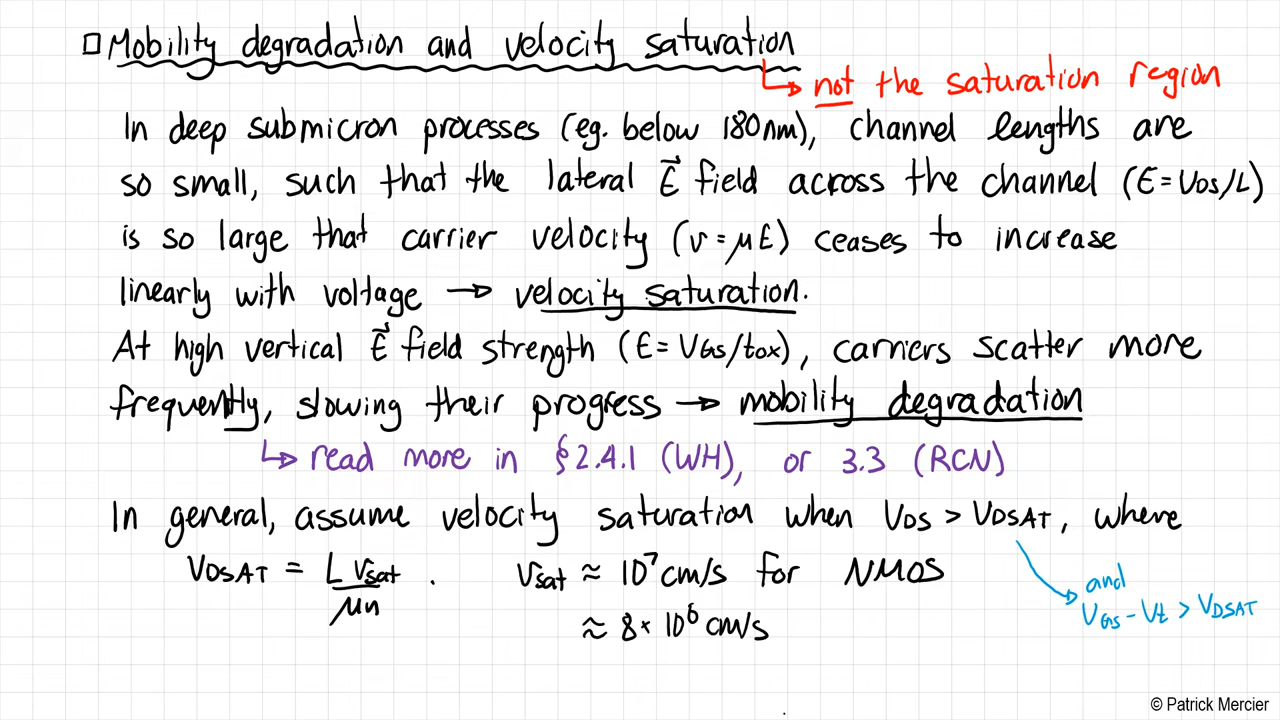 Mobility degradation and velocity saturation
↳ not the saturation region
In deep submicron processes (eg. below 180nm), channel lengths are
so small, such that the lateral E⃗ field across the channel (E = VDS/L)
is so large that carrier velocity (v = μE) ceases to increase
linearly with voltage → velocity saturation.
At high vertical E⃗ field strength (E = VGS/tox), carriers scatter more
frequently, slowing their progress → mobility degradation
↳ read more in §2.4.1 (WH), or 3.3 (RCN)
In general, assume velocity saturation when VDS > VDSAT, where
and
VGS - Vt > VDSAT
VDSAT = L vsat / μn . vsat ≈ 10^7 cm/s for NMOS
≈ 8 × 10^6 cm/s
© Patrick Mercier